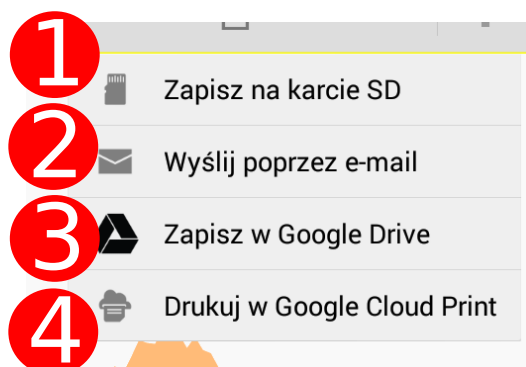 1 Zapisz na karcie SD
2 Wyślij poprzez e-mail
3 Zapisz w Google Drive
4 Drukuj w Google Cloud Print